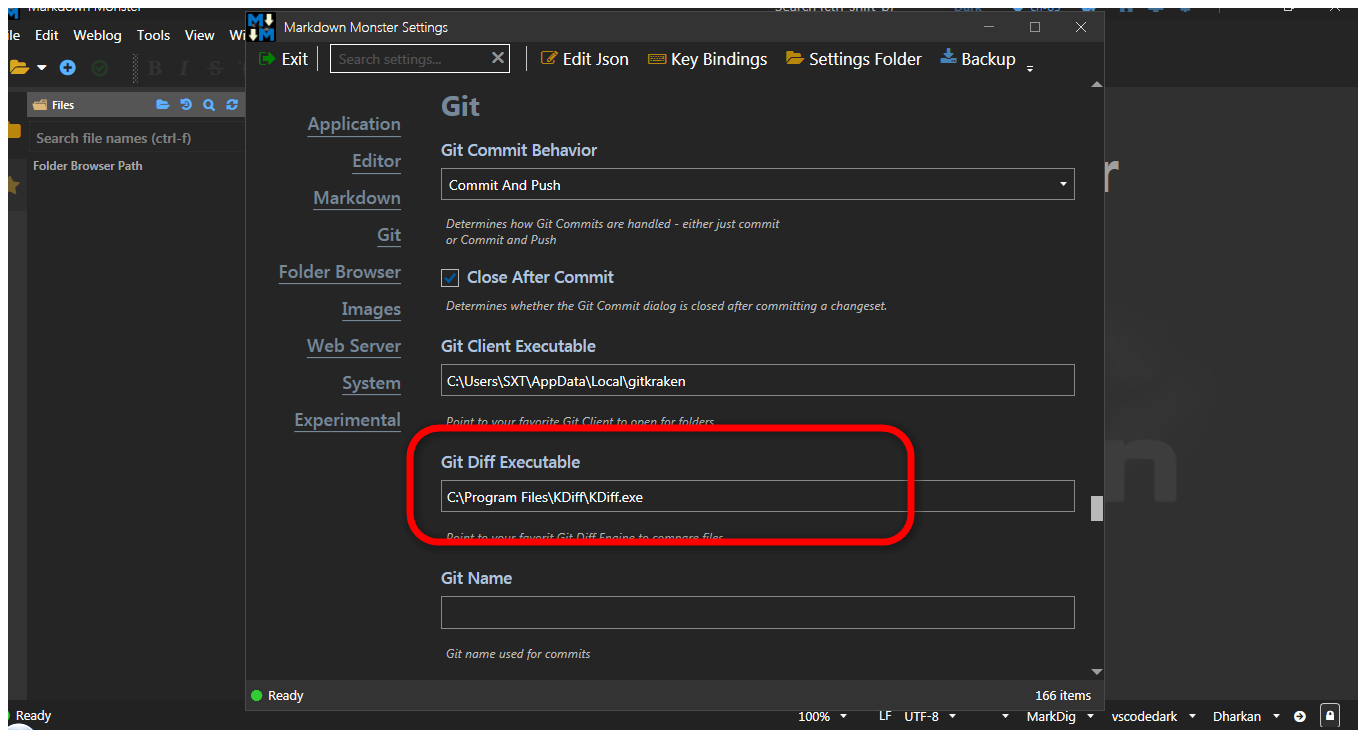 Markdown Monster
Edit Weblog Tools View
Files
Search file names (ctrl-f)
Folder Browser Path
Markdown Monster Settings
Exit Search settings... Edit Json Key Bindings Settings Folder Backup
Application
Editor
Markdown
Git
Folder Browser
Images
Web Server
System
Experimental
Git
Git Commit Behavior
Commit And Push
Determines how Git Commits are handled - either just commit
or Commit and Push
Close After Commit
Determines whether the Git Commit dialog is closed after committing a changeset.
Git Client Executable
C:\Users\SXT\AppData\Local\gitkraken
Point to your favorite Git Client to open for folders
Git Diff Executable
C:\Program Files\KDiff\KDiff.exe
Point to your favorit Git Diff Engine to compare files
Git Name
Git name used for commits
Ready 166 items
Ready 100% LF UTF-8 MarkDig vscodedark Dharkan